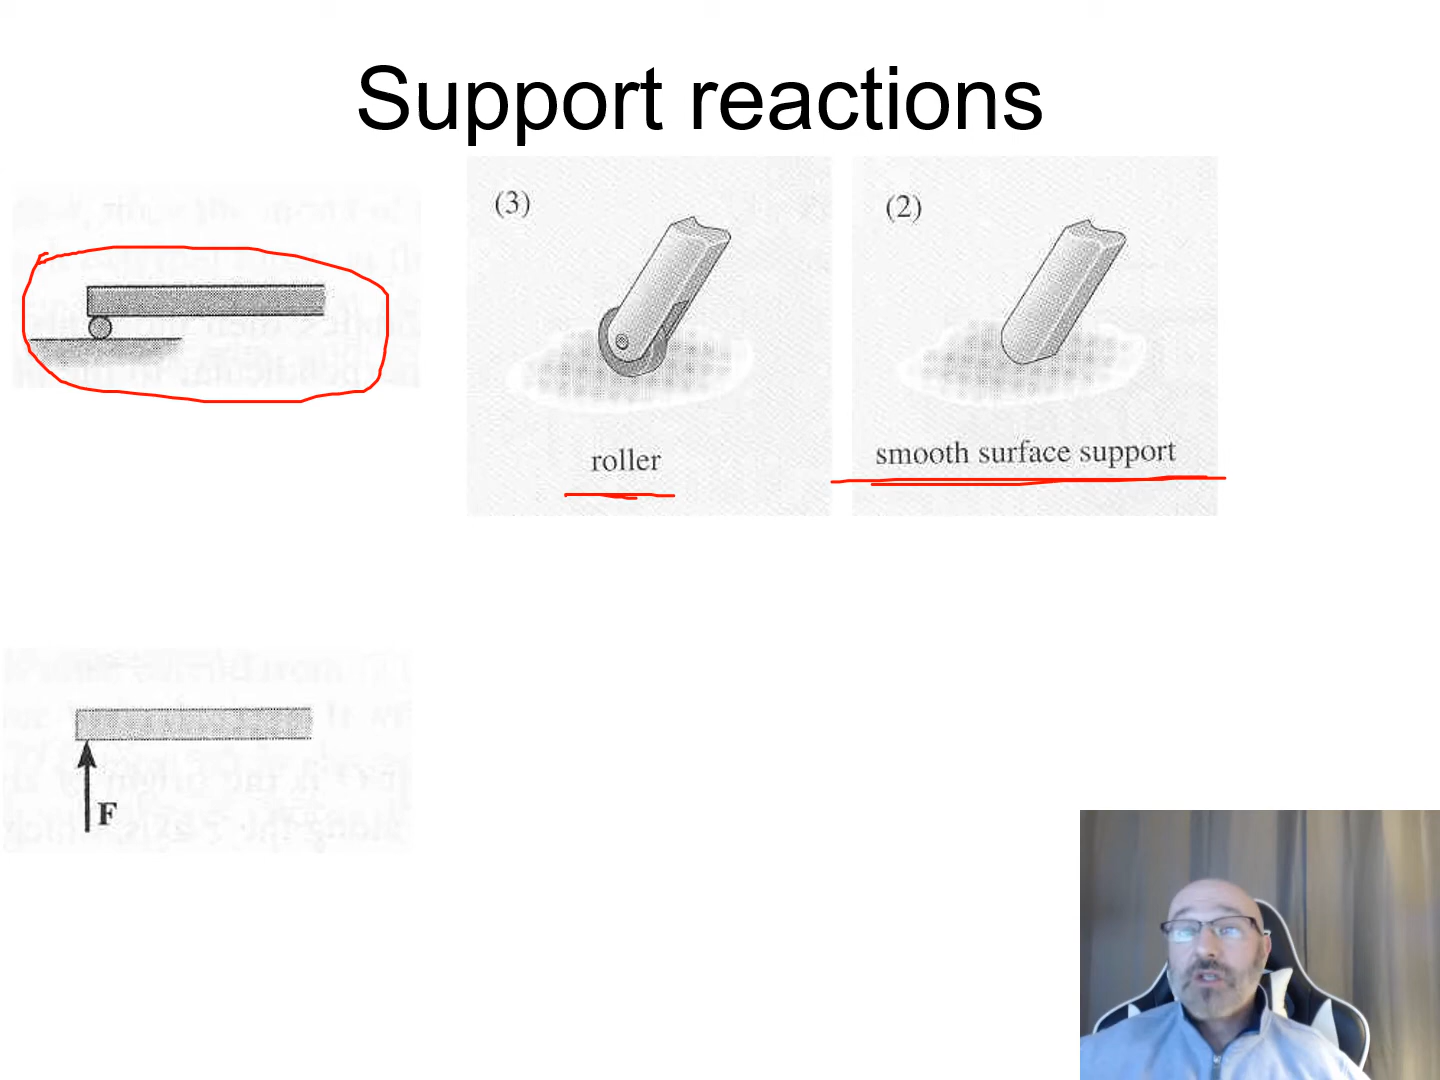 Support reactions
(3)
(2)
roller
smooth surface support
F